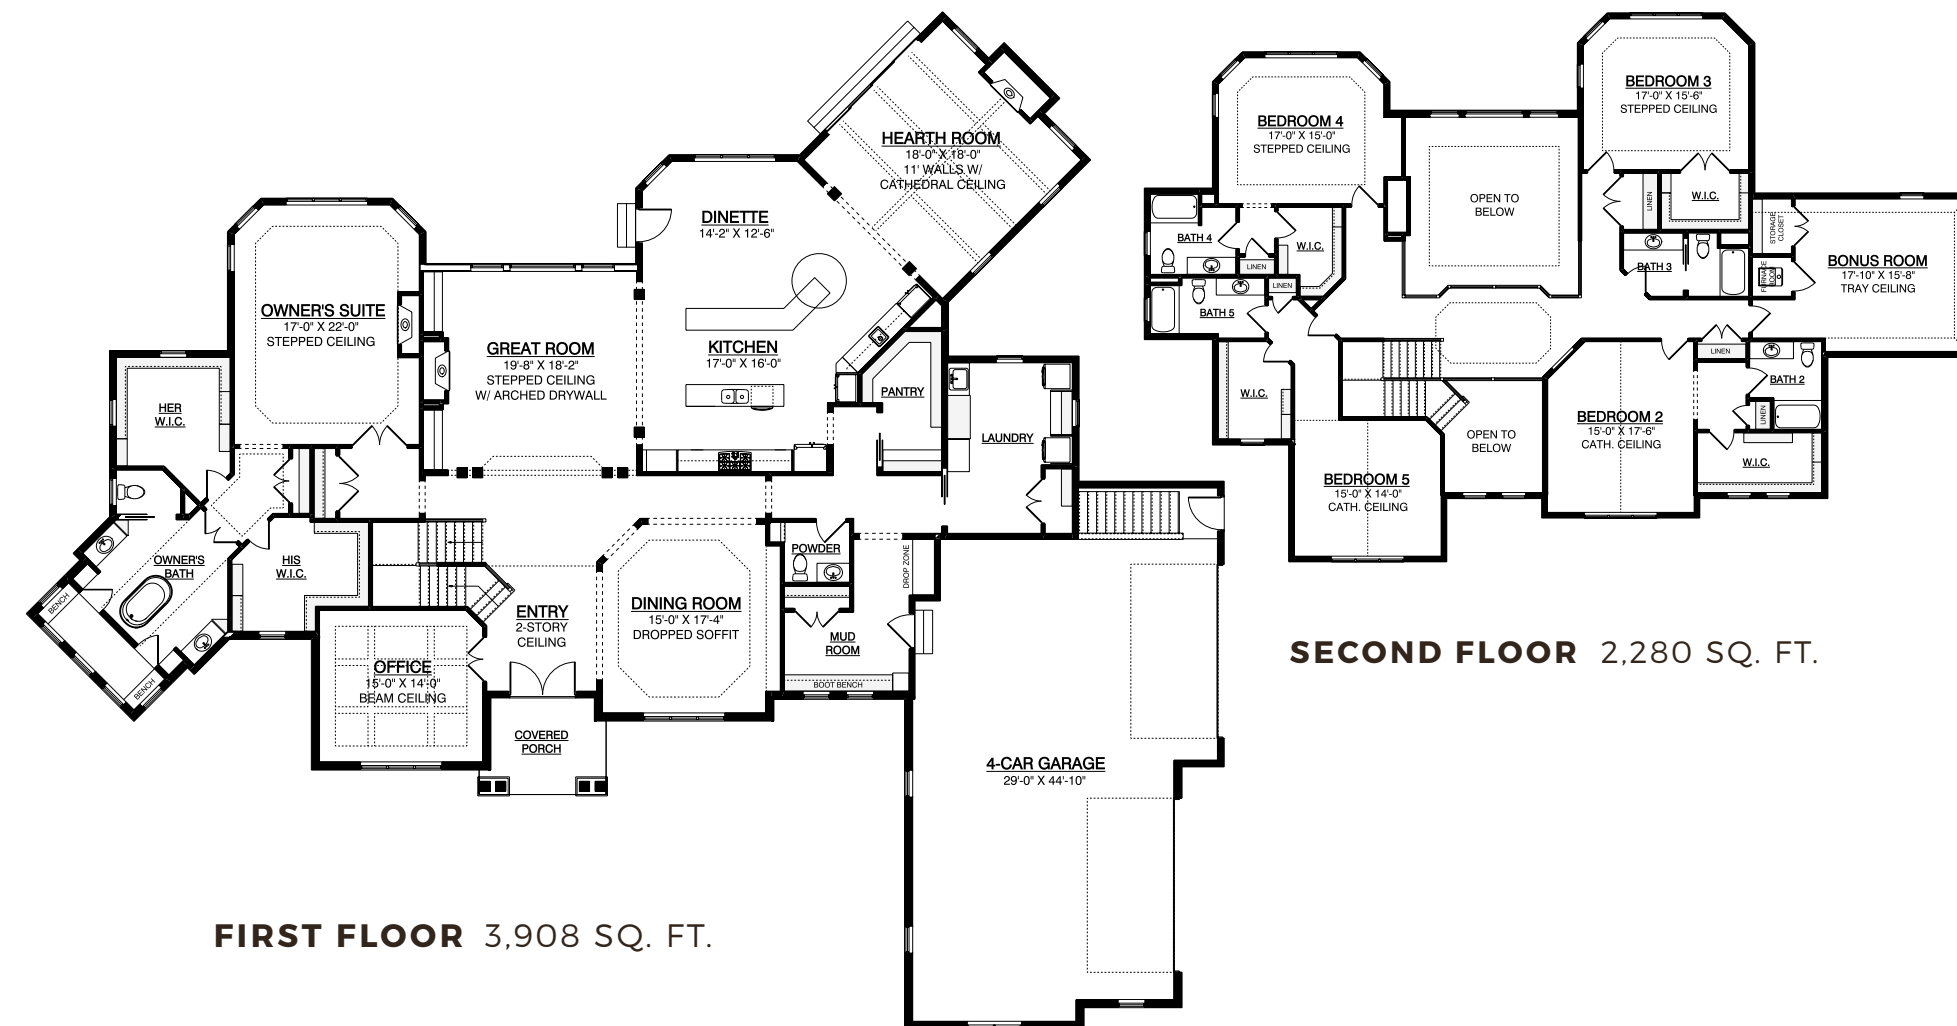 HEARTH ROOM
18'-0" X 18'-0"
11' WALLS W/
CATHEDRAL CEILING
DINETTE
14'-2" X 12'-6"
OWNER'S SUITE
17'-0" X 22'-0"
STEPPED CEILING
GREAT ROOM
19'-8" X 18'-2"
STEPPED CEILING
W/ ARCHED DRYWALL
KITCHEN
17'-0" X 16'-0"
PANTRY
HER
W.I.C.
LAUNDRY
OWNER'S
BATH
HIS
W.I.C.
BENCH
BENCH
POWDER
DROP ZONE
ENTRY
2-STORY
CEILING
DINING ROOM
15'-0" X 17'-4"
DROPPED SOFFIT
MUD
ROOM
BOOT BENCH
OFFICE
15'-0" X 14'-0"
BEAM CEILING
COVERED
PORCH
4-CAR GARAGE
29'-0" X 44'-10"
FIRST FLOOR 3,908 SQ. FT.
BEDROOM 3
17'-0" X 15'-6"
STEPPED CEILING
BEDROOM 4
17'-0" X 15'-0"
STEPPED CEILING
OPEN TO
BELOW
LINEN
W.I.C.
STORAGE
CLOSET
BATH 4
W.I.C.
LINEN
LINEN
BATH 3
FURNACE
ROOM
BONUS ROOM
17'-10" X 15'-8"
TRAY CEILING
BATH 5
LINEN
BATH 2
LINEN
W.I.C.
BEDROOM 2
15'-0" X 17'-6"
CATH. CEILING
OPEN TO
BELOW
W.I.C.
BEDROOM 5
15'-0" X 14'-0"
CATH. CEILING
SECOND FLOOR 2,280 SQ. FT.